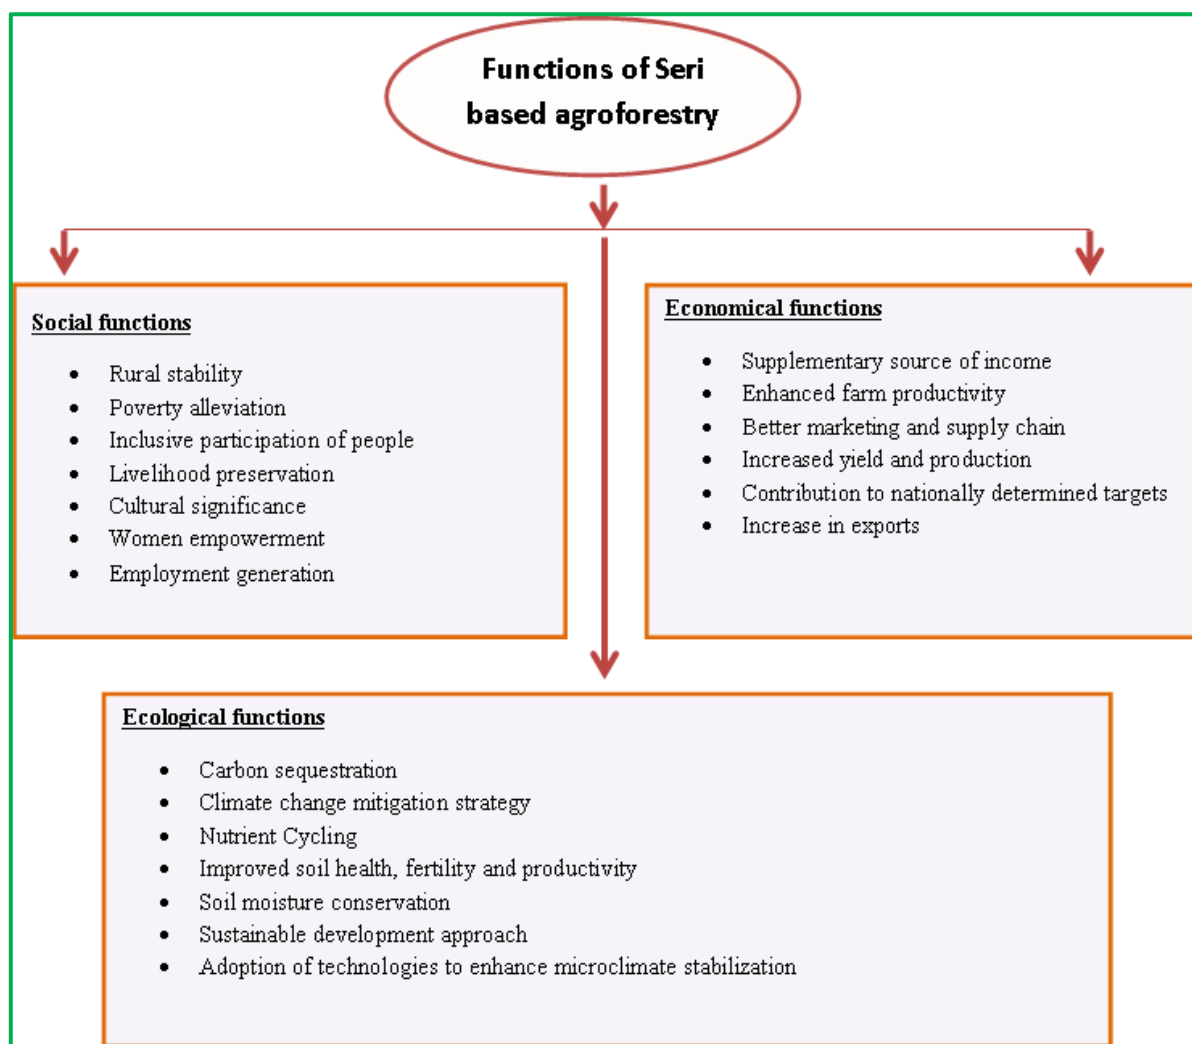 Functions of Seri
based agroforestry
Social functions
• Rural stability
• Poverty alleviation
• Inclusive participation of people
• Livelihood preservation
• Cultural significance
• Women empowerment
• Employment generation
Economical functions
• Supplementary source of income
• Enhanced farm productivity
• Better marketing and supply chain
• Increased yield and production
• Contribution to nationally determined targets
• Increase in exports
Ecological functions
• Carbon sequestration
• Climate change mitigation strategy
• Nutrient Cycling
• Improved soil health, fertility and productivity
• Soil moisture conservation
• Sustainable development approach
• Adoption of technologies to enhance microclimate stabilization